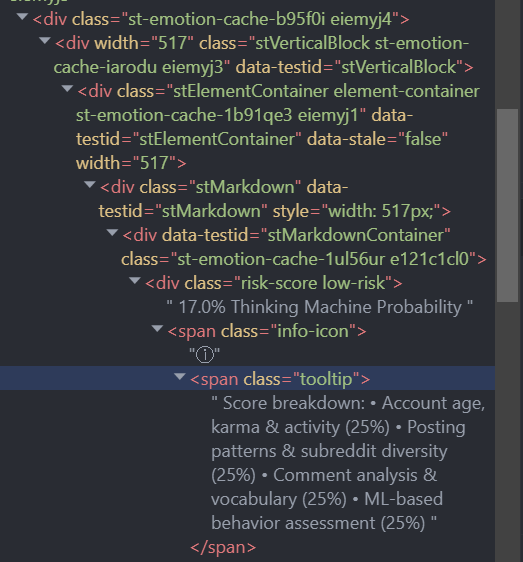 <div class="st-emotion-cache-b95f0i eiemyj4">
<div width="517" class="stVerticalBlock st-emotion-
cache-iarodu eiemyj3" data-testid="stVerticalBlock">
<div class="stElementContainer element-container
st-emotion-cache-1b91qe3 eiemyj1" data-
testid="stElementContainer" data-stale="false"
width="517">
<div class="stMarkdown" data-
testid="stMarkdown" style="width: 517px;">
<div data-testid="stMarkdownContainer"
class="st-emotion-cache-1ul56ur e121c1cl0">
<div class="risk-score low-risk">
" 17.0% Thinking Machine Probability "
<span class="info-icon">
"ⓘ"
<span class="tooltip">
" Score breakdown: • Account age,
karma & activity (25%) • Posting
patterns & subreddit diversity
(25%) • Comment analysis &
vocabulary (25%) • ML-based
behavior assessment (25%) "
</span>